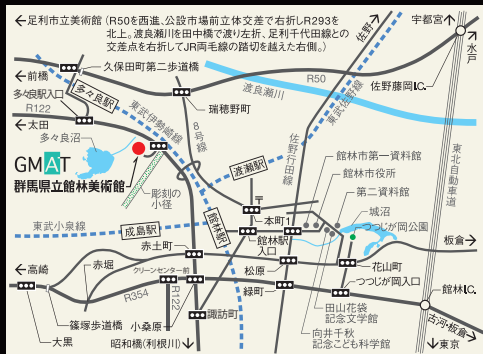 ←足利市立美術館（R50を西進、公設市場前立体交差で右折しR293を
北上。渡良瀬川を田中橋で渡り左折、足利千代田線との
交差点を右折してJR両毛線の踏切を越えた右側。）
佐野
宇都宮
水戸
久保田町第二歩道橋
←前橋
多々良駅入口
R122
多々良駅
←太田
多々良沼
東武伊勢崎線
瑞穂野町
渡良瀬川
R50
東武佐野線
佐野藤岡I.C.
8号線
佐野行田線
東北自動車道
GMAT
群馬県立館林美術館
彫刻の
小径
渡瀬駅
〒
本町1
館林市第一資料館
館林市役所
第二資料館
城沼
つつじが岡公園
東武小泉線
成島駅
館林駅
館林駅
入口
板倉→
赤土町
松原
花山町
←高崎
赤堀
クリーンセンター前
つつじが岡入口
R354
R122
緑町
館林I.C.
田山花袋
記念文学館
向井千秋
記念こども科学館
大黒
篠塚歩道橋
小桑原
諏訪町
昭和橋(利根川)↓
古河・板倉
↓東京